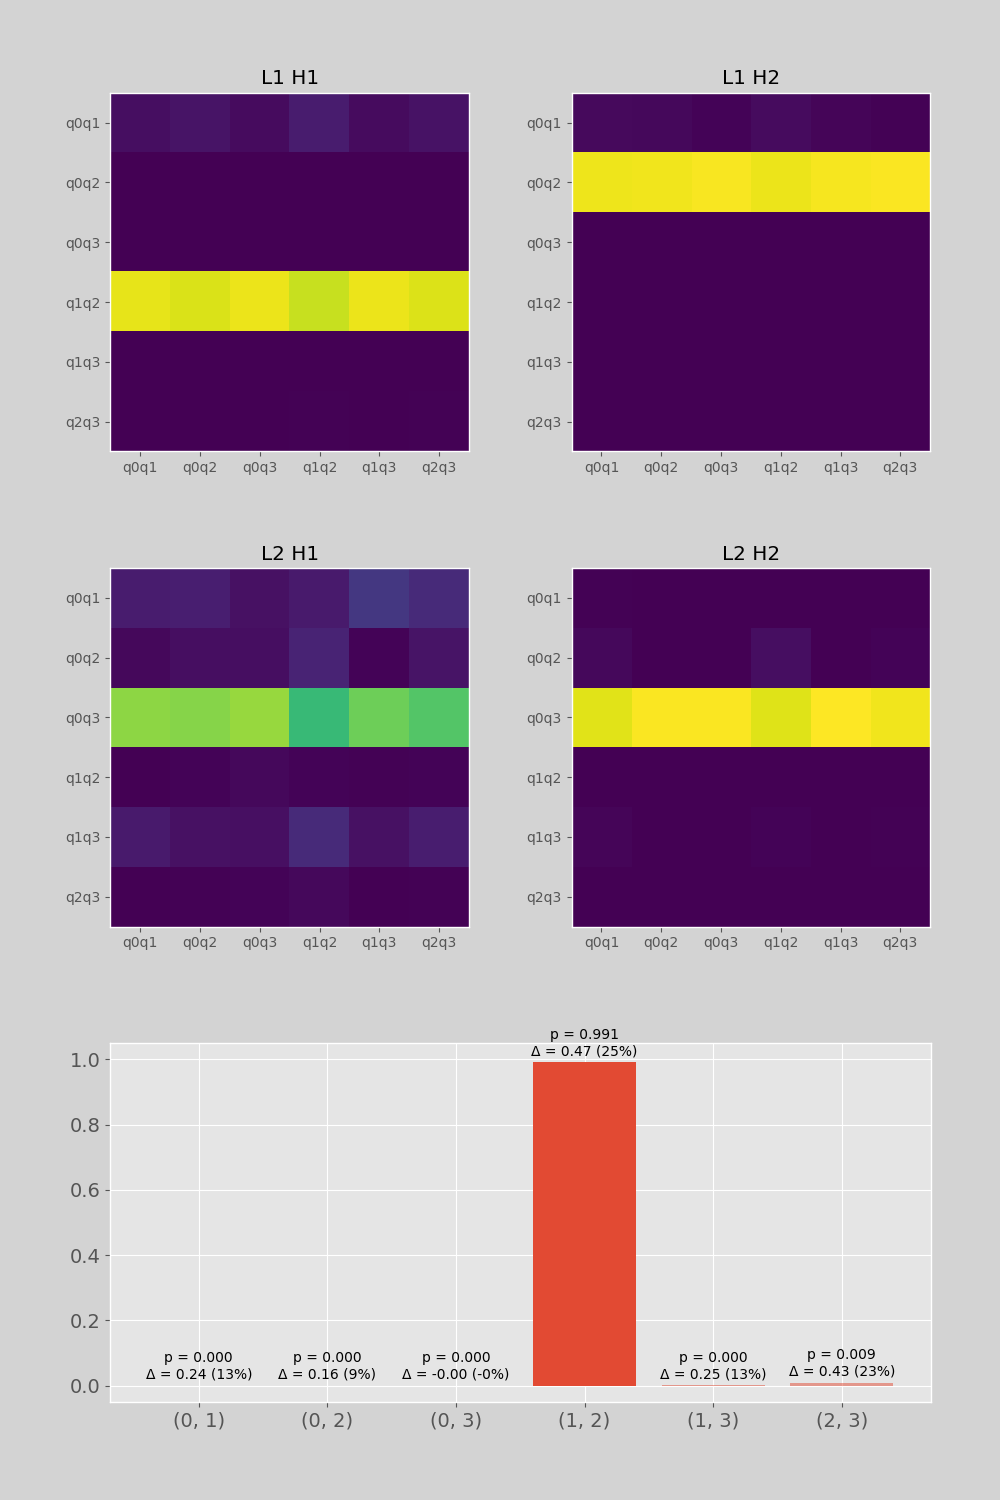 L1 H1
q0q1
q0q2
q0q3
q1q2
q1q3
q2q3
q0q1 q0q2 q0q3 q1q2 q1q3 q2q3
L1 H2
q0q1
q0q2
q0q3
q1q2
q1q3
q2q3
q0q1 q0q2 q0q3 q1q2 q1q3 q2q3
L2 H1
q0q1
q0q2
q0q3
q1q2
q1q3
q2q3
q0q1 q0q2 q0q3 q1q2 q1q3 q2q3
L2 H2
q0q1
q0q2
q0q3
q1q2
q1q3
q2q3
q0q1 q0q2 q0q3 q1q2 q1q3 q2q3
1.0
0.8
0.6
0.4
0.2
0.0
p = 0.000
Δ = 0.24 (13%)
p = 0.000
Δ = 0.16 (9%)
p = 0.000
Δ = -0.00 (-0%)
p = 0.991
Δ = 0.47 (25%)
p = 0.000
Δ = 0.25 (13%)
p = 0.009
Δ = 0.43 (23%)
(0, 1) (0, 2) (0, 3) (1, 2) (1, 3) (2, 3)